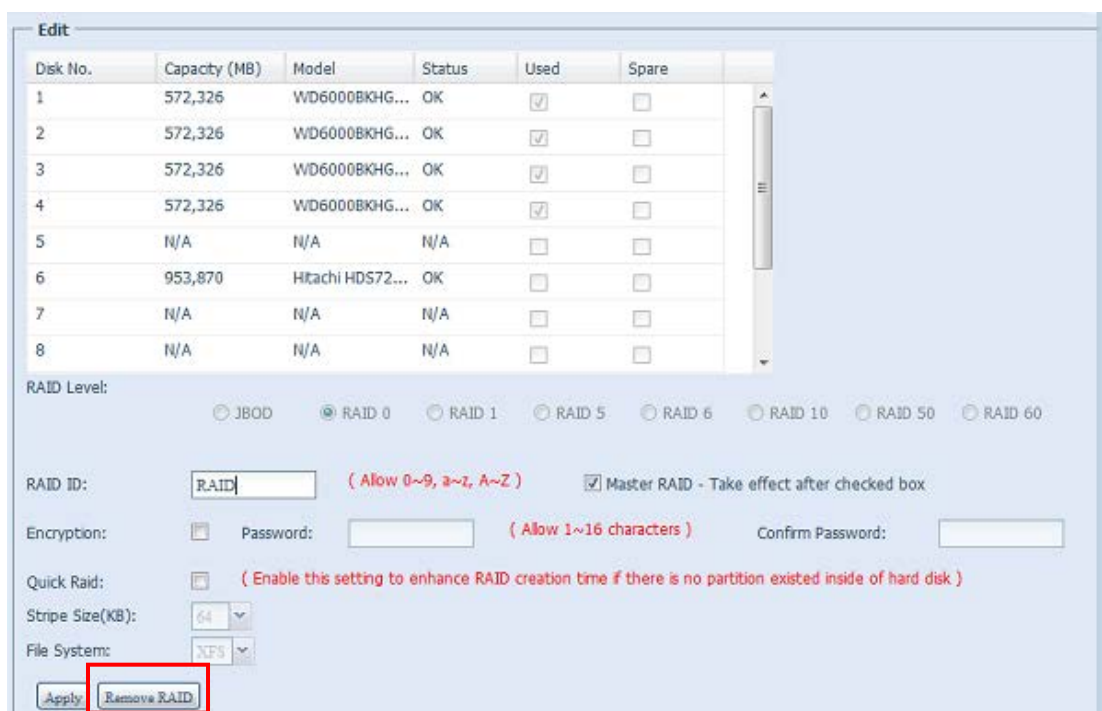 Edit
Disk No. Capacity (MB) Model Status Used Spare
1 572,326 WD6000BKHG... OK
2 572,326 WD6000BKHG... OK
3 572,326 WD6000BKHG... OK
4 572,326 WD6000BKHG... OK
5 N/A N/A N/A
6 953,870 Hitachi HDS72... OK
7 N/A N/A N/A
8 N/A N/A N/A
RAID Level:
JBOD RAID 0 RAID 1 RAID 5 RAID 6 RAID 10 RAID 50 RAID 60
RAID ID: RAID ( Allow 0~9, a~z, A~Z ) Master RAID - Take effect after checked box
Encryption: Password: ( Allow 1~16 characters ) Confirm Password:
Quick Raid: ( Enable this setting to enhance RAID creation time if there is no partition existed inside of hard disk )
Stripe Size(KB): 64
File System: XFS
Apply Remove RAID